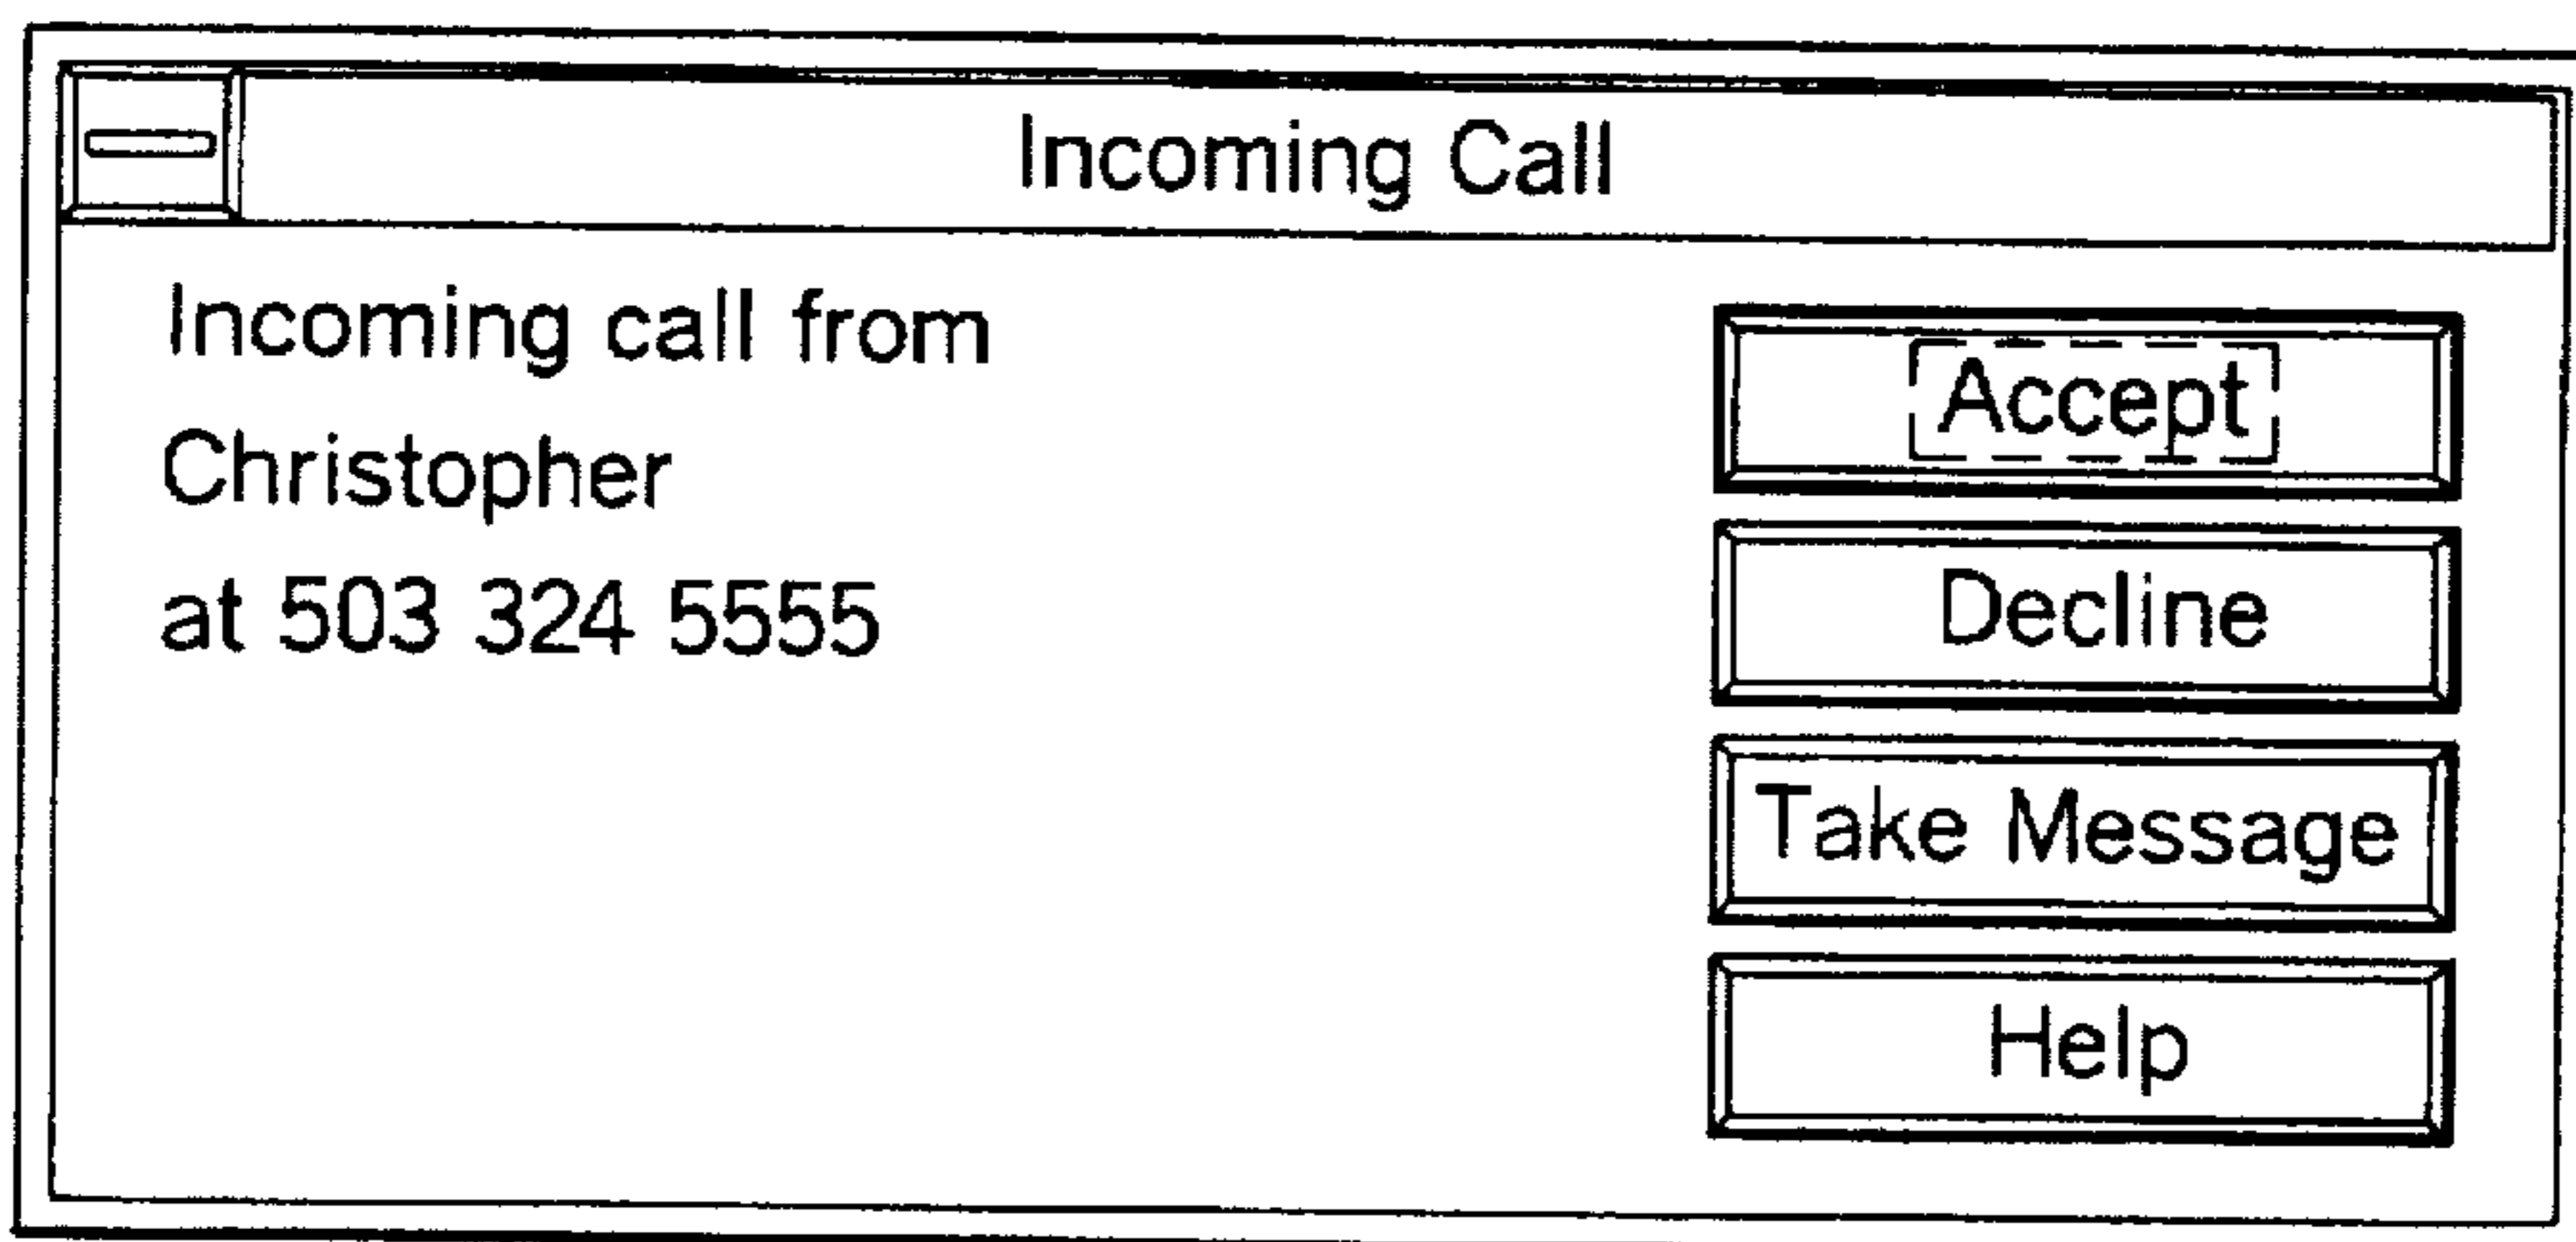 Incoming Call
Incoming call from
Christopher
at 503 324 5555
Accept
Decline
Take Message
Help